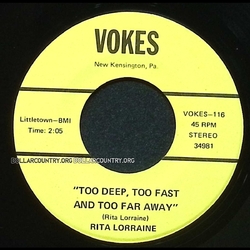 VOKES
New Kensington, Pa.
Littletown-BMI
Time: 2:05
VOKES-116
45 RPM
STEREO
34981
DOLLARCOUNTRY.ORG
DOLLARCOUNTRY.ORG
"TOO DEEP, TOO FAST
AND TOO FAR AWAY"
(Rita Lorraine)
RITA LORRAINE